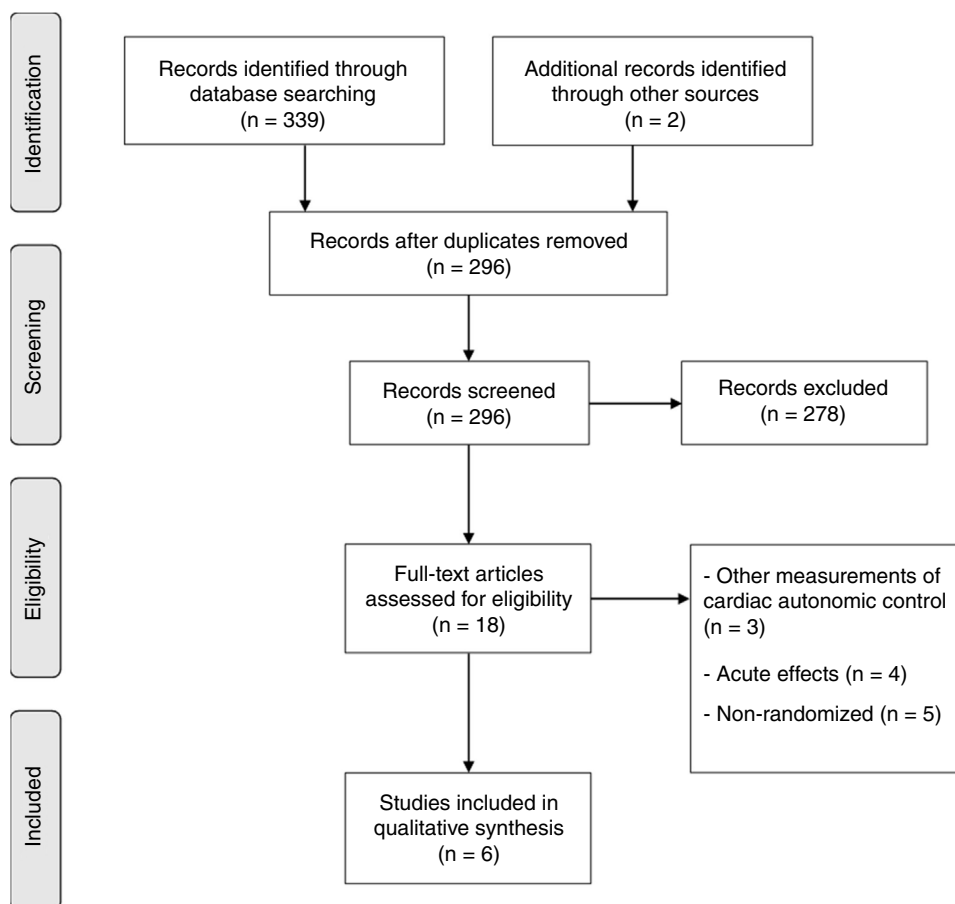 Identification
Records identified through
database searching
(n = 339)
Additional records identified
through other sources
(n = 2)
Records after duplicates removed
(n = 296)
Screening
Records screened
(n = 296)
Records excluded
(n = 278)
Eligibility
Full-text articles
assessed for eligibility
(n = 18)
- Other measurements of
cardiac autonomic control
(n = 3)
- Acute effects (n = 4)
- Non-randomized (n = 5)
Included
Studies included in
qualitative synthesis
(n = 6)